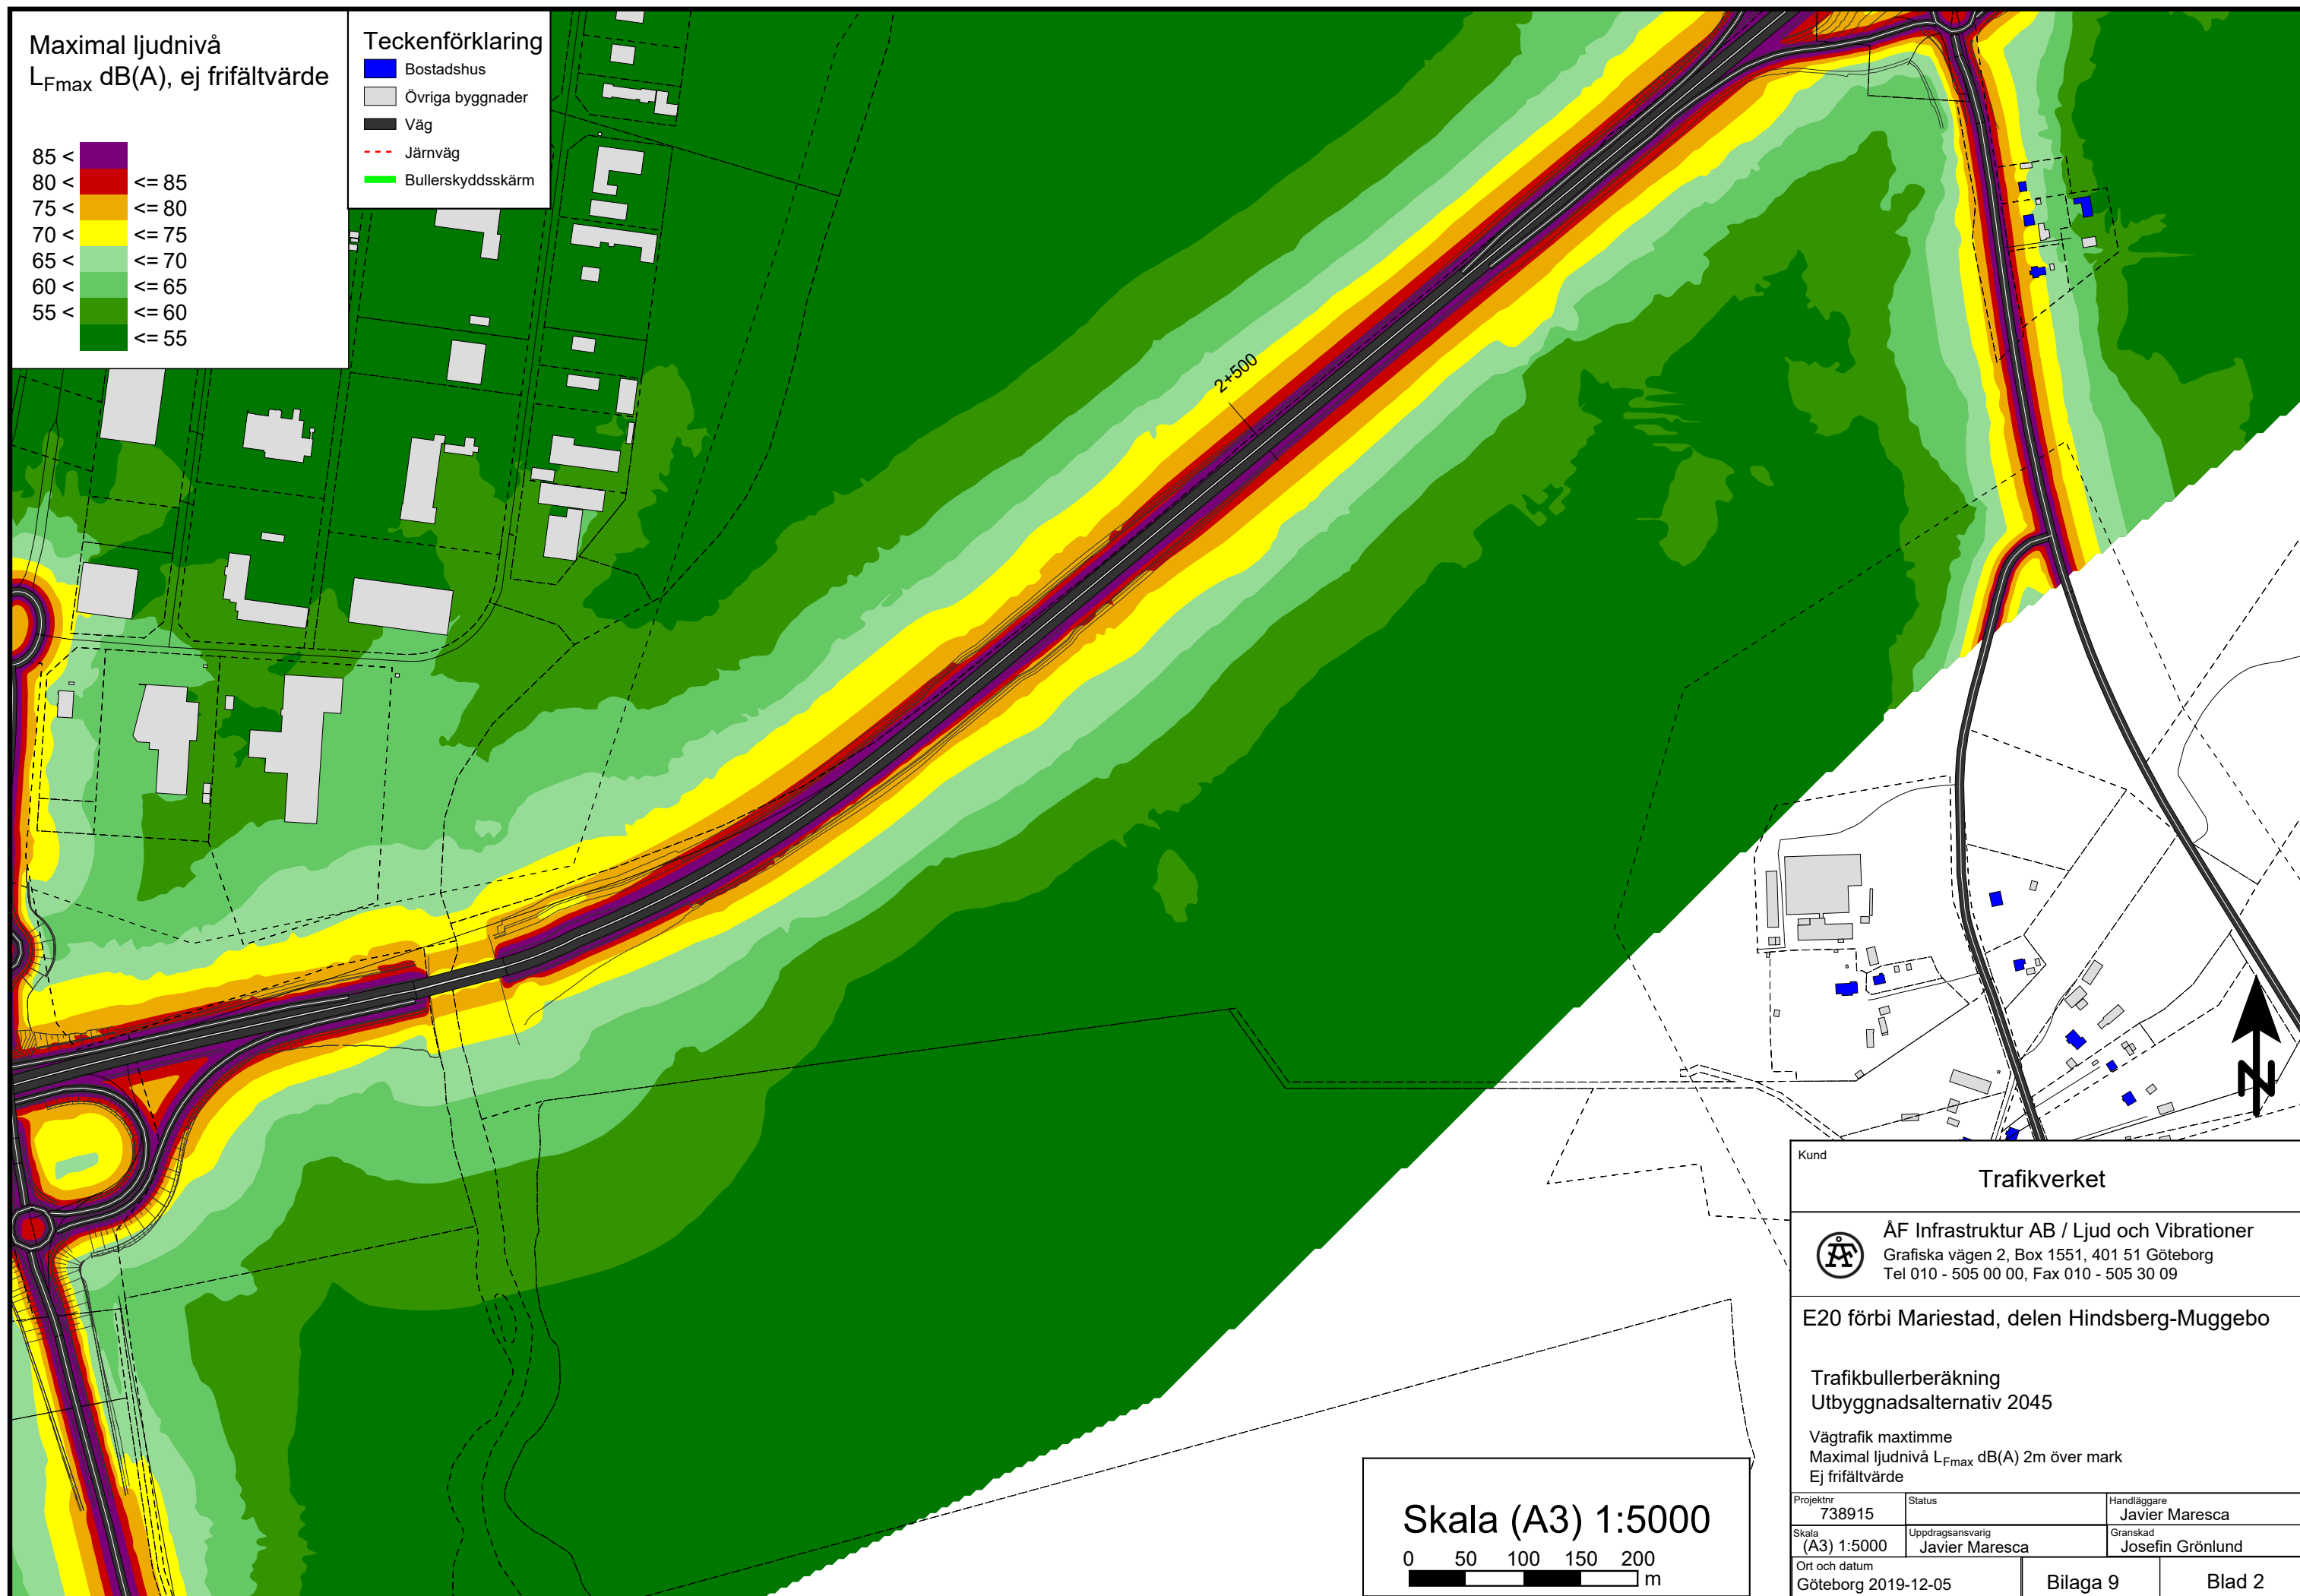 Maximal ljudnivå
LFmax dB(A), ej frifältvärde
85 <
80 < <= 85
75 < <= 80
70 < <= 75
65 < <= 70
60 < <= 65
55 < <= 60
<= 55
Teckenförklaring
Bostadshus
Övriga byggnader
Väg
Järnväg
Bullerskyddsskärm
2+500
N
Skala (A3) 1:5000
0 50 100 150 200
m
Kund
Trafikverket
ÅF
ÅF Infrastruktur AB / Ljud och Vibrationer
Grafiska vägen 2, Box 1551, 401 51 Göteborg
Tel 010 - 505 00 00, Fax 010 - 505 30 09
E20 förbi Mariestad, delen Hindsberg-Muggebo
Trafikbullerberäkning
Utbyggnadsalternativ 2045
Vägtrafik maxtimme
Maximal ljudnivå LFmax dB(A) 2m över mark
Ej frifältvärde
Projektnr
738915
Status
Handläggare
Javier Maresca
Skala
(A3) 1:5000
Uppdragsansvarig
Javier Maresca
Granskad
Josefin Grönlund
Ort och datum
Göteborg 2019-12-05
Bilaga 9
Blad 2